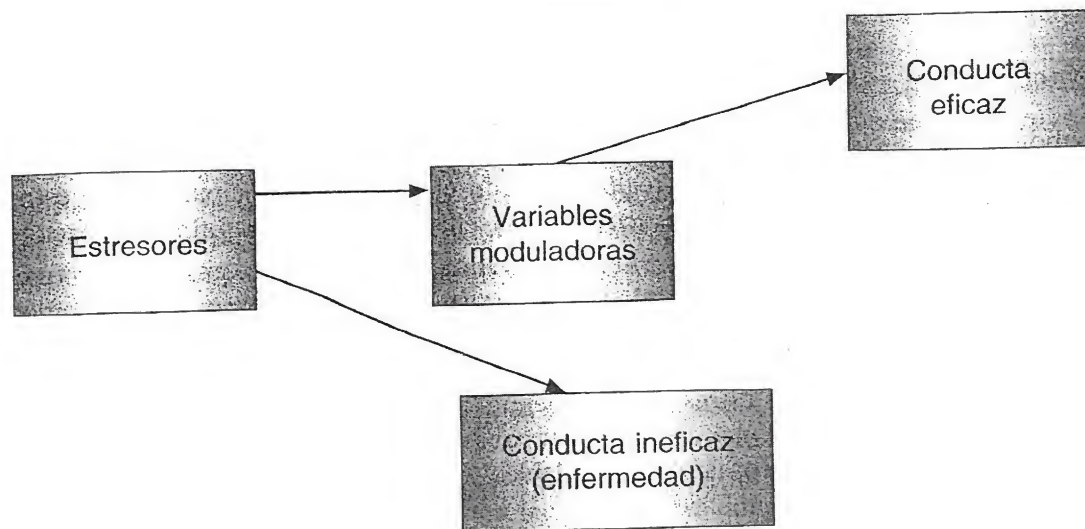 Conducta
eficaz
Estresores
Variables
moduladoras
Conducta ineficaz
(enfermedad)